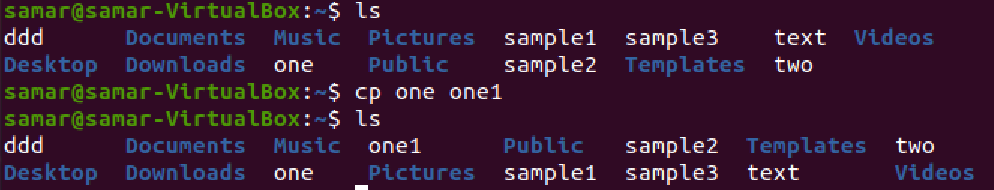 samar@samar-VirtualBox:~$ ls
ddd Documents Music Pictures sample1 sample3 text Videos
Desktop Downloads one Public sample2 Templates two
samar@samar-VirtualBox:~$ cp one one1
samar@samar-VirtualBox:~$ ls
ddd Documents Music one1 Public sample2 Templates two
Desktop Downloads one Pictures sample1 sample3 text Videos